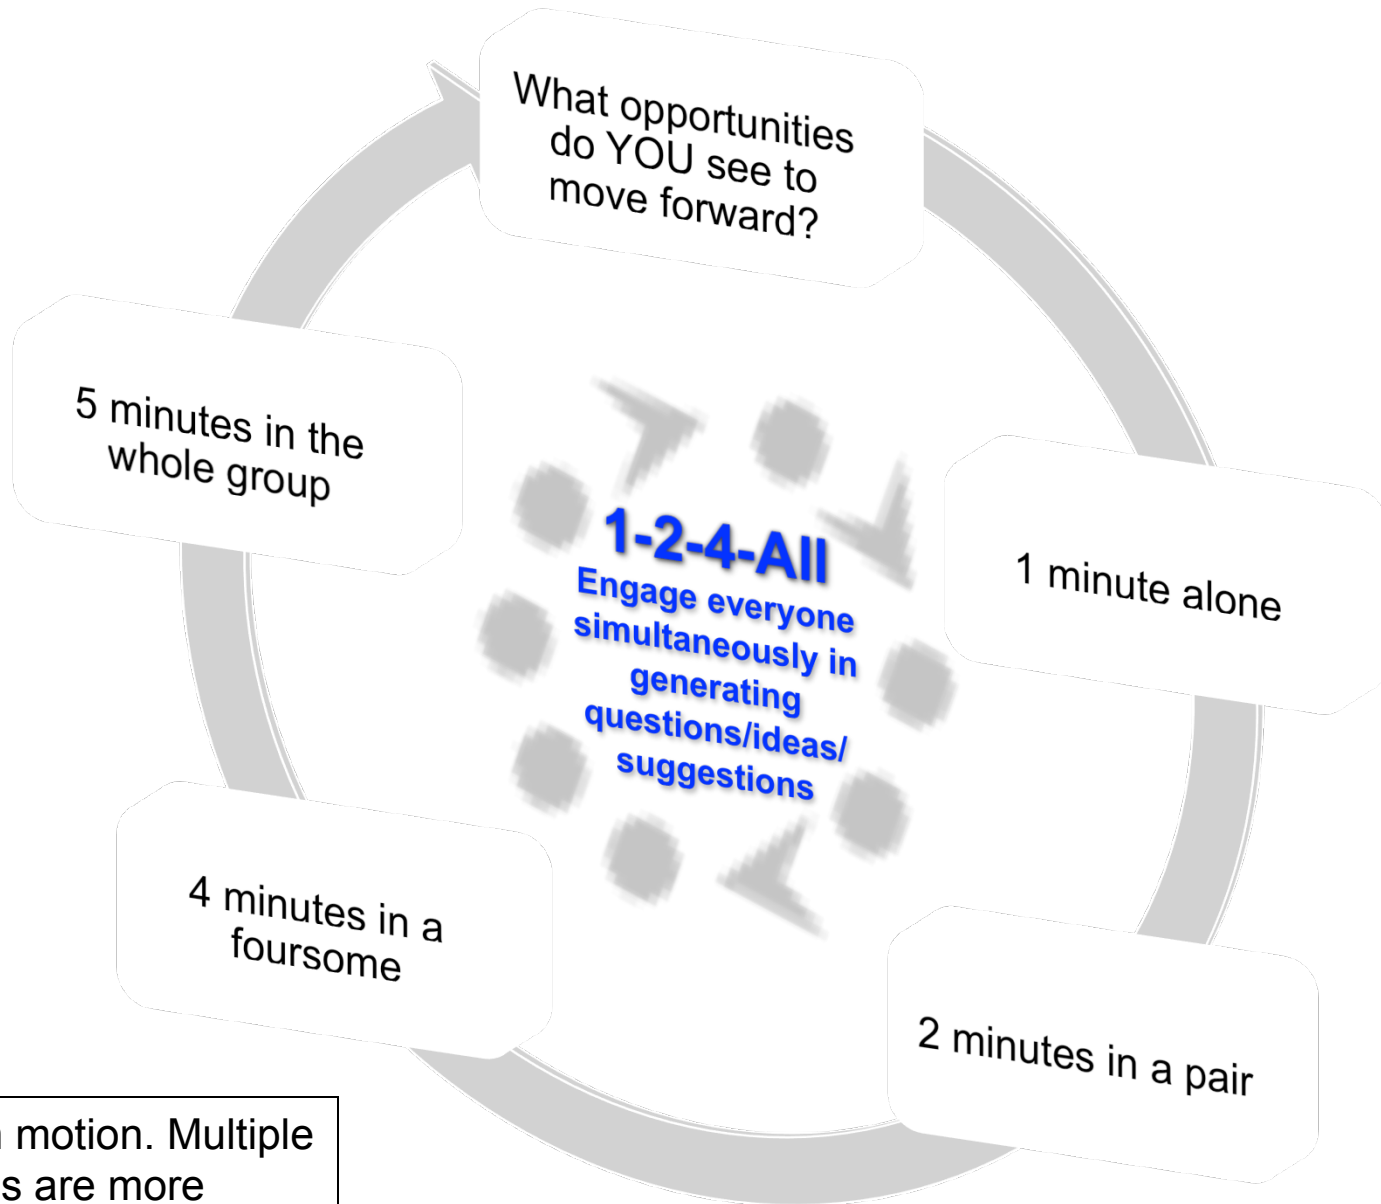 What opportunities
do YOU see to
move forward?
1 minute alone
2 minutes in a pair
4 minutes in a
foursome
5 minutes in the
whole group
1-2-4-All
Engage everyone
simultaneously in
generating
questions/ideas/
suggestions
motion. Multiple
s are more